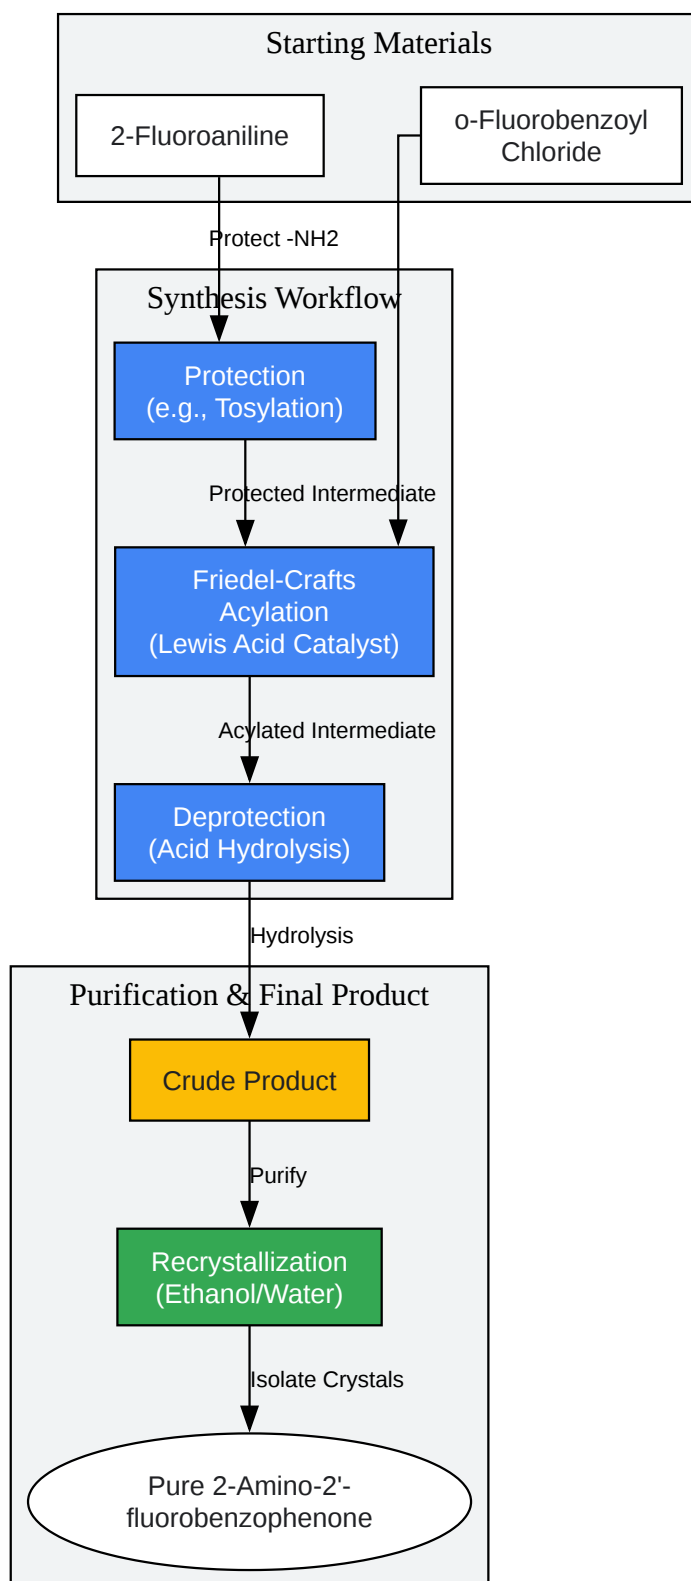 Starting Materials
2-Fluoroaniline
o-Fluorobenzoyl
Chloride
Protect -NH2
Synthesis Workflow
Protection
(e.g., Tosylation)
Protected Intermediate
Friedel-Crafts
Acylation
(Lewis Acid Catalyst)
Acylated Intermediate
Deprotection
(Acid Hydrolysis)
Hydrolysis
Purification & Final Product
Crude Product
Purify
Recrystallization
(Ethanol/Water)
Isolate Crystals
Pure 2-Amino-2'-
fluorobenzophenone